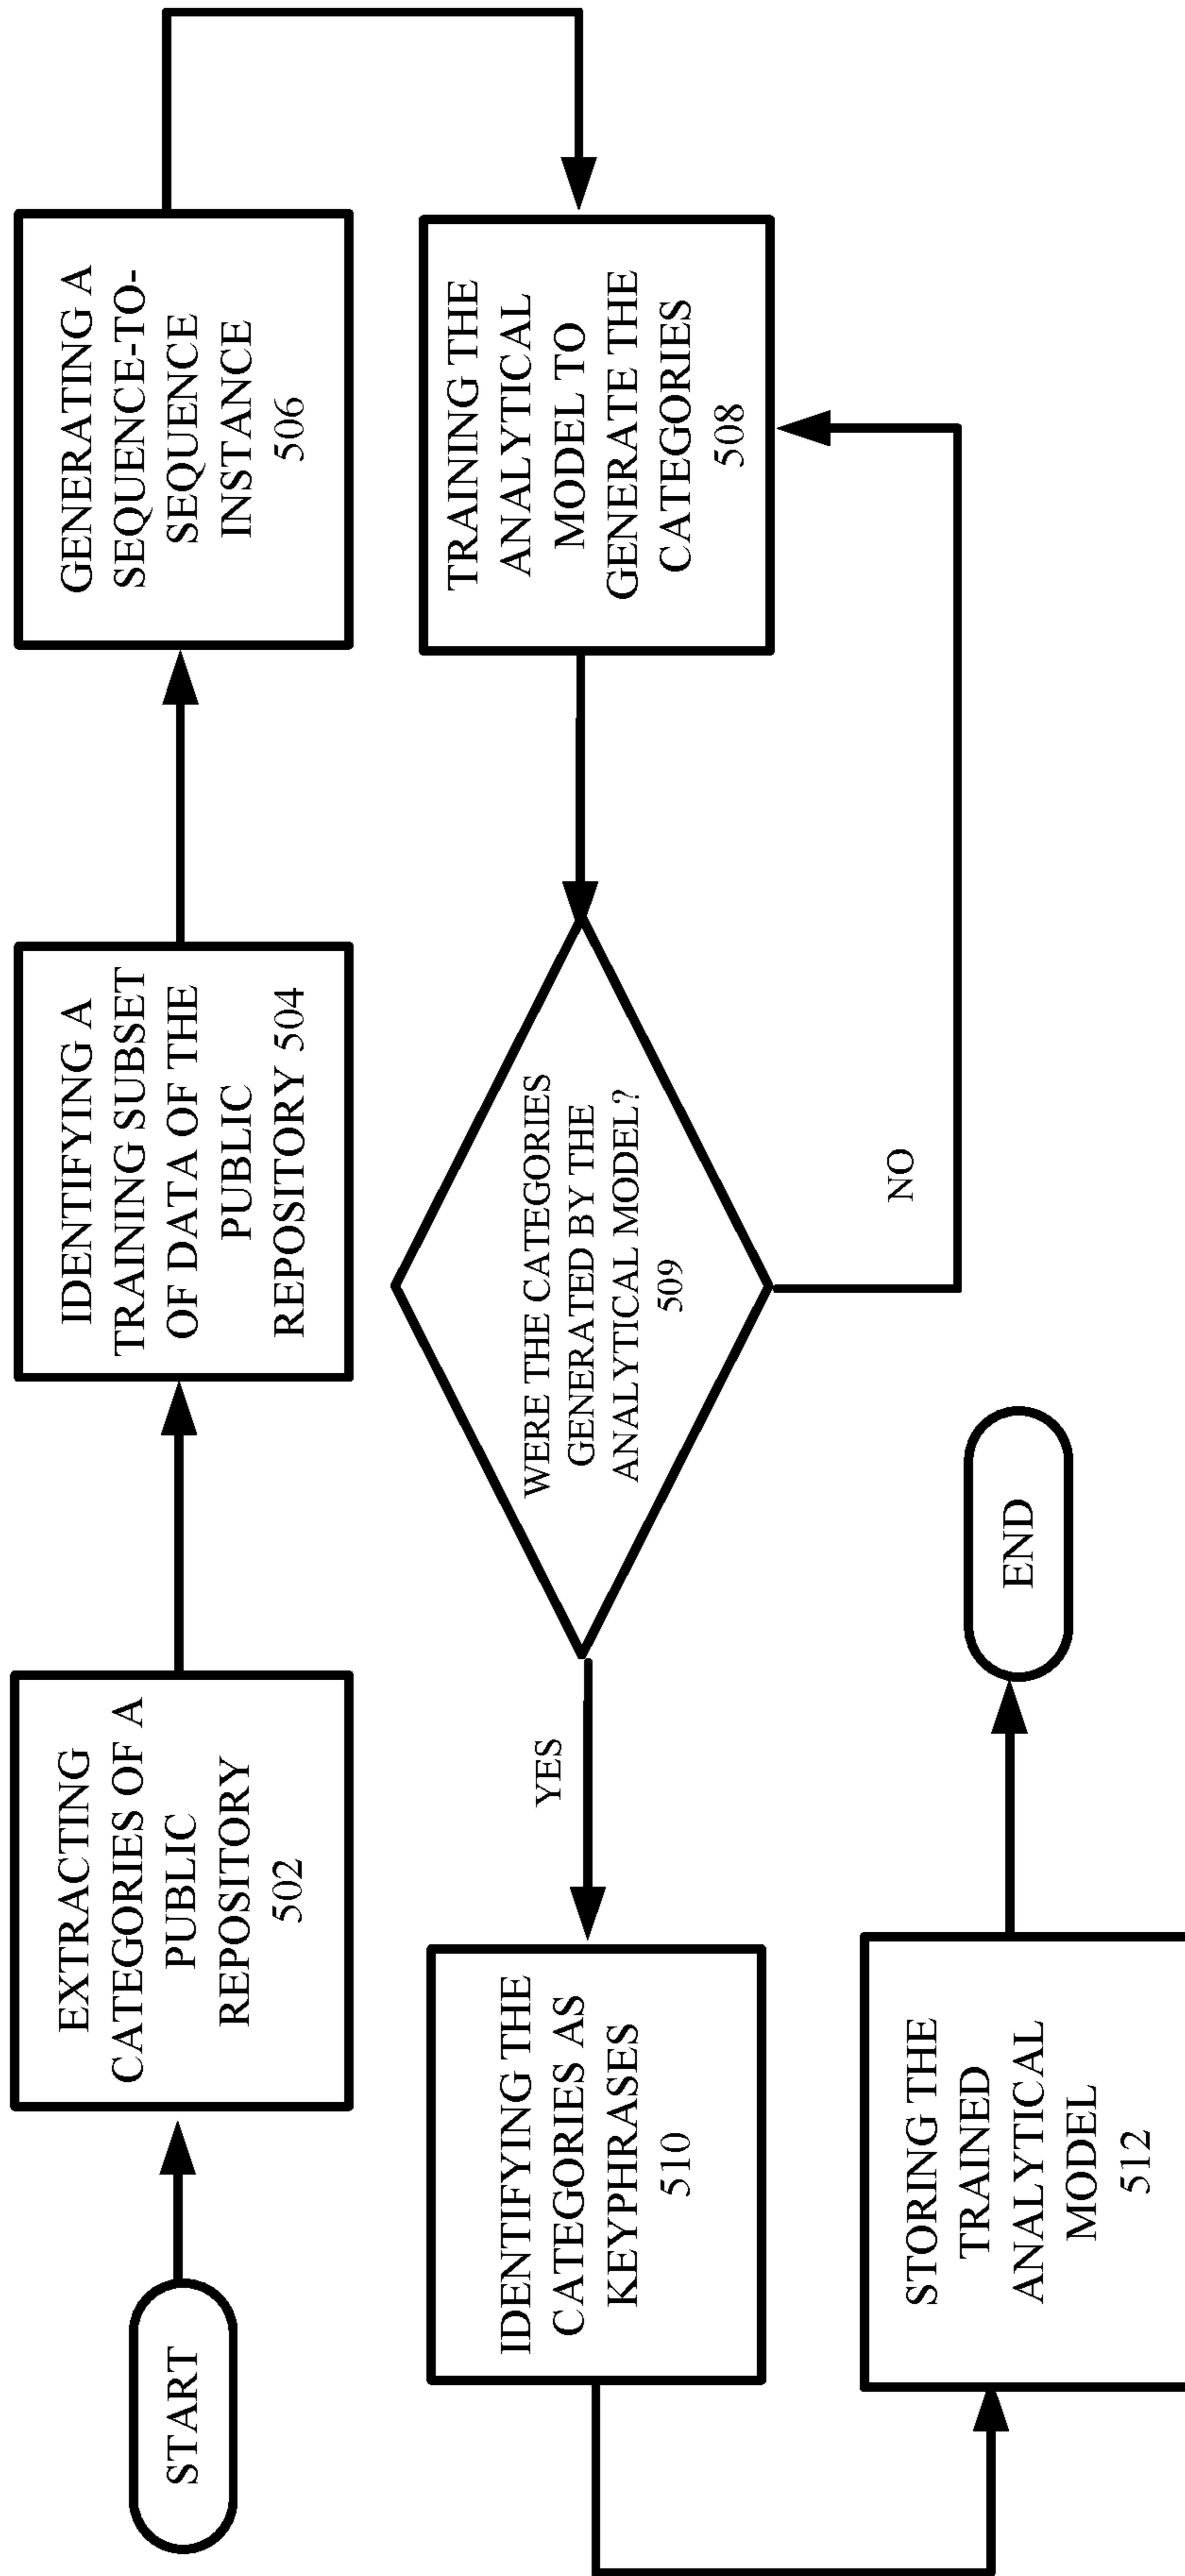 START
EXTRACTING
CATEGORIES OF A
PUBLIC
REPOSITORY
502
IDENTIFYING A
TRAINING SUBSET
OF DATA OF THE
PUBLIC
REPOSITORY 504
GENERATING A
SEQUENCE-TO-
SEQUENCE
INSTANCE
506
TRAINING THE
ANALYTICAL
MODEL TO
GENERATE THE
CATEGORIES
508
WERE THE CATEGORIES
GENERATED BY THE
ANALYTICAL MODEL?
509
NO
YES
IDENTIFYING THE
CATEGORIES AS
KEYPHRASES
510
STORING THE
TRAINED
ANALYTICAL
MODEL
512
END